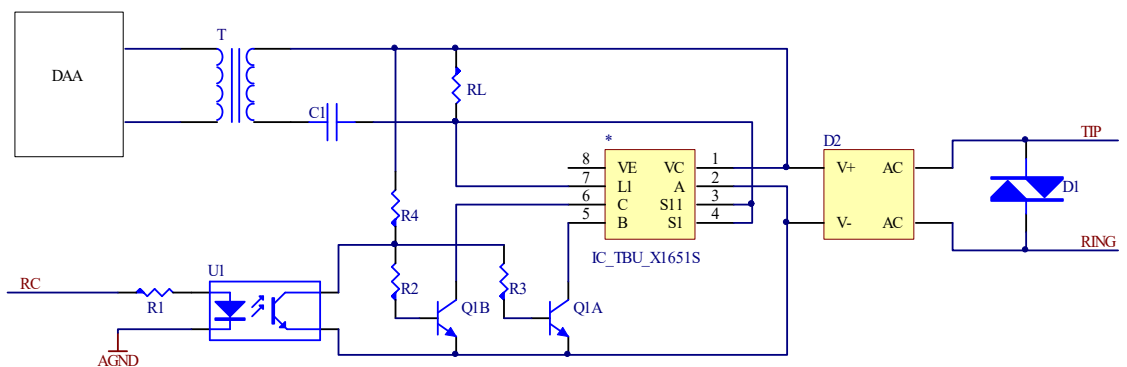 T
DAA
RL
C1
*
D2
TIP
8 VE VC 1
7 L1 A 2
6 C S11 3
5 B S1 4
V+ AC
V- AC
D1
R4
IC_TBU_X1651S
RING
U1
RC
R1
R2
Q1B
R3
Q1A
AGND